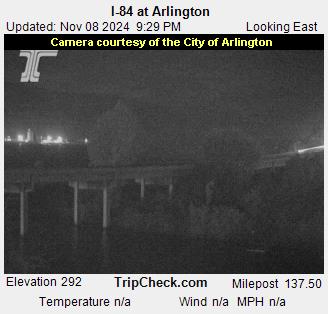 I-84 at Arlington
Updated: Nov 08 2024 9:29 PM Looking East
Camera courtesy of the City of Arlington
Elevation 292 TripCheck.com Milepost 137.50
Temperature n/a Wind n/a MPH n/a